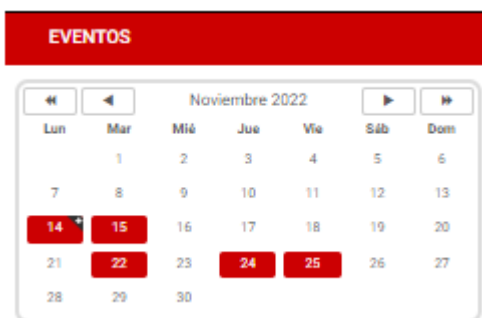 EVENTOS
Noviembre 2022
Lun Mar Mié Jue Vie Sáb Dom
1 2 3 4 5 6
7 8 9 10 11 12 13
14 + 15 16 17 18 19 20
21 22 23 24 25 26 27
28 29 30